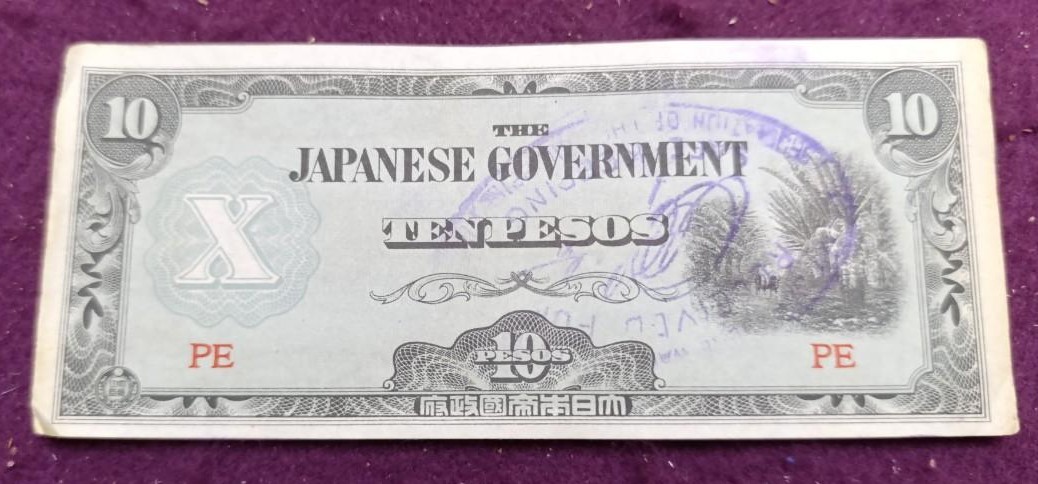 10 10
THE
JAPANESE GOVERNMENT
X
TEN PESOS
PE PE
10
PESOS
大日本帝國政府